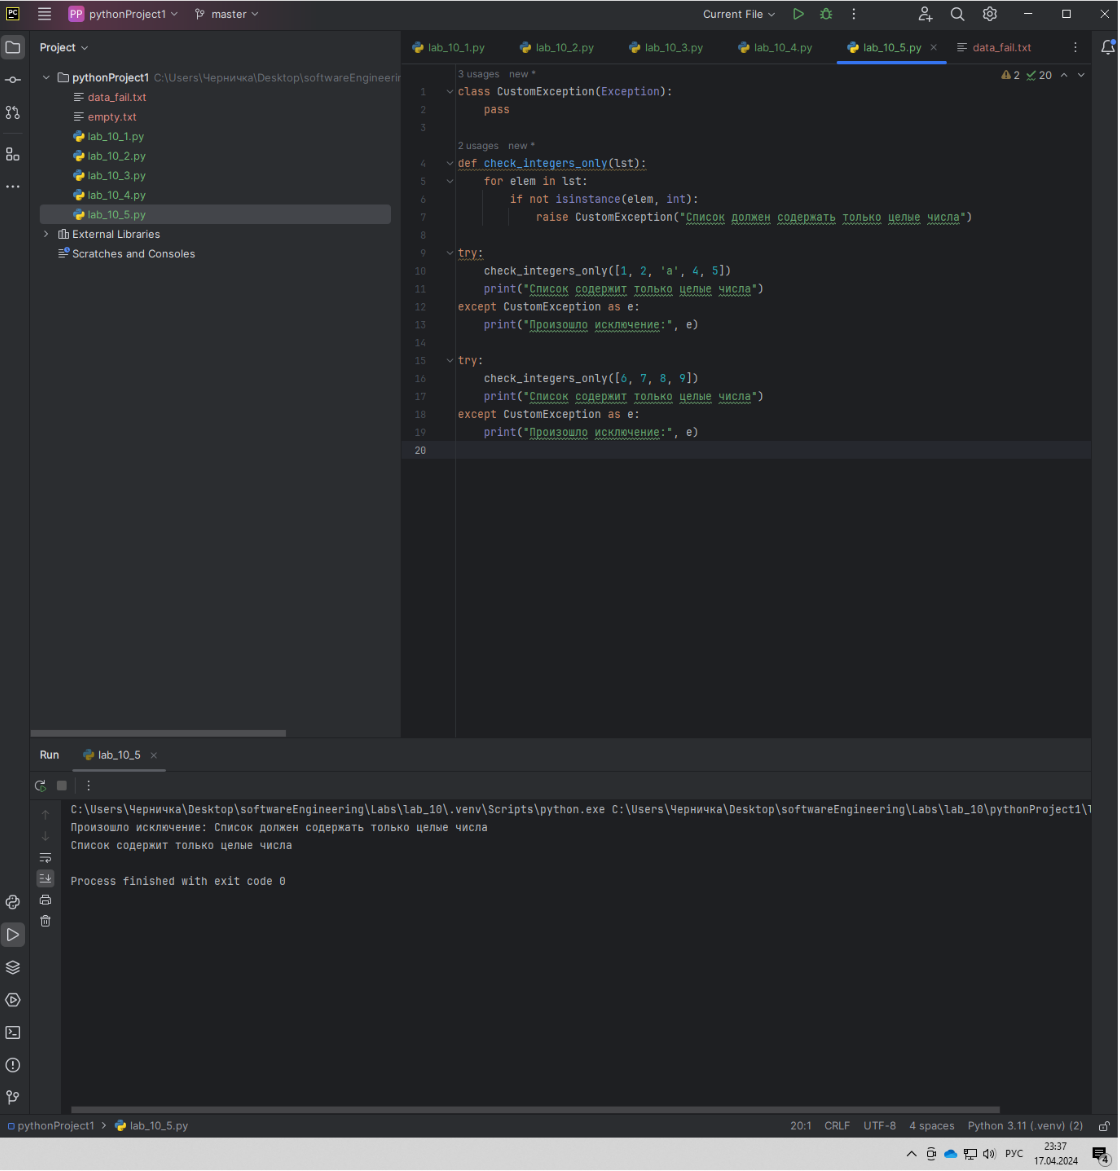 PC PP pythonProject1 master Current File
Project
lab_10_1.py lab_10_2.py lab_10_3.py lab_10_4.py lab_10_5.py data_fail.txt
pythonProject1 C:\Users\Черничка\Desktop\softwareEngineerin
data_fail.txt
empty.txt
lab_10_1.py
lab_10_2.py
lab_10_3.py
lab_10_4.py
lab_10_5.py
External Libraries
Scratches and Consoles
2 20
3 usages new *
1 class CustomException(Exception):
2 pass
3
2 usages new *
4 def check_integers_only(lst):
5 for elem in lst:
6 if not isinstance(elem, int):
7 raise CustomException("Список должен содержать только целые числа")
8
9 try:
10 check_integers_only([1, 2, 'a', 4, 5])
11 print("Список содержит только целые числа")
12 except CustomException as e:
13 print("Произошло исключение:", e)
14
15 try:
16 check_integers_only([6, 7, 8, 9])
17 print("Список содержит только целые числа")
18 except CustomException as e:
19 print("Произошло исключение:", e)
20
Run lab_10_5
C:\Users\Черничка\Desktop\softwareEngineering\Labs\lab_10\.venv\Scripts\python.exe C:\Users\Черничка\Desktop\softwareEngineering\Labs\lab_10\pythonProject1\
Произошло исключение: Список должен содержать только целые числа
Список содержит только целые числа
Process finished with exit code 0
pythonProject1 lab_10_5.py 20:1 CRLF UTF-8 4 spaces Python 3.11 (.venv) (2)
РУС 23:37
17.04.2024 4